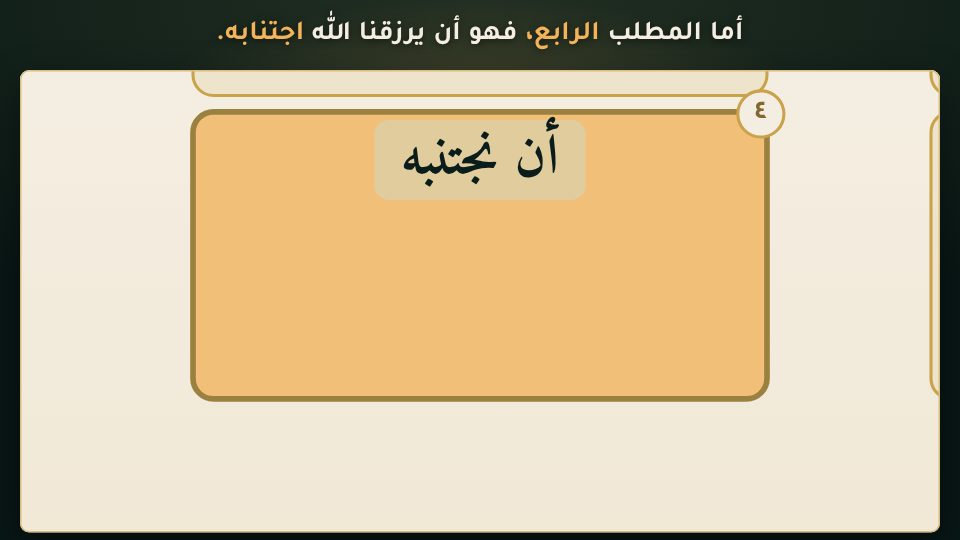 أما المطلب الرابع، فهو أن يرزقنا الله اجتنابه.
٤
أن نجتنبه